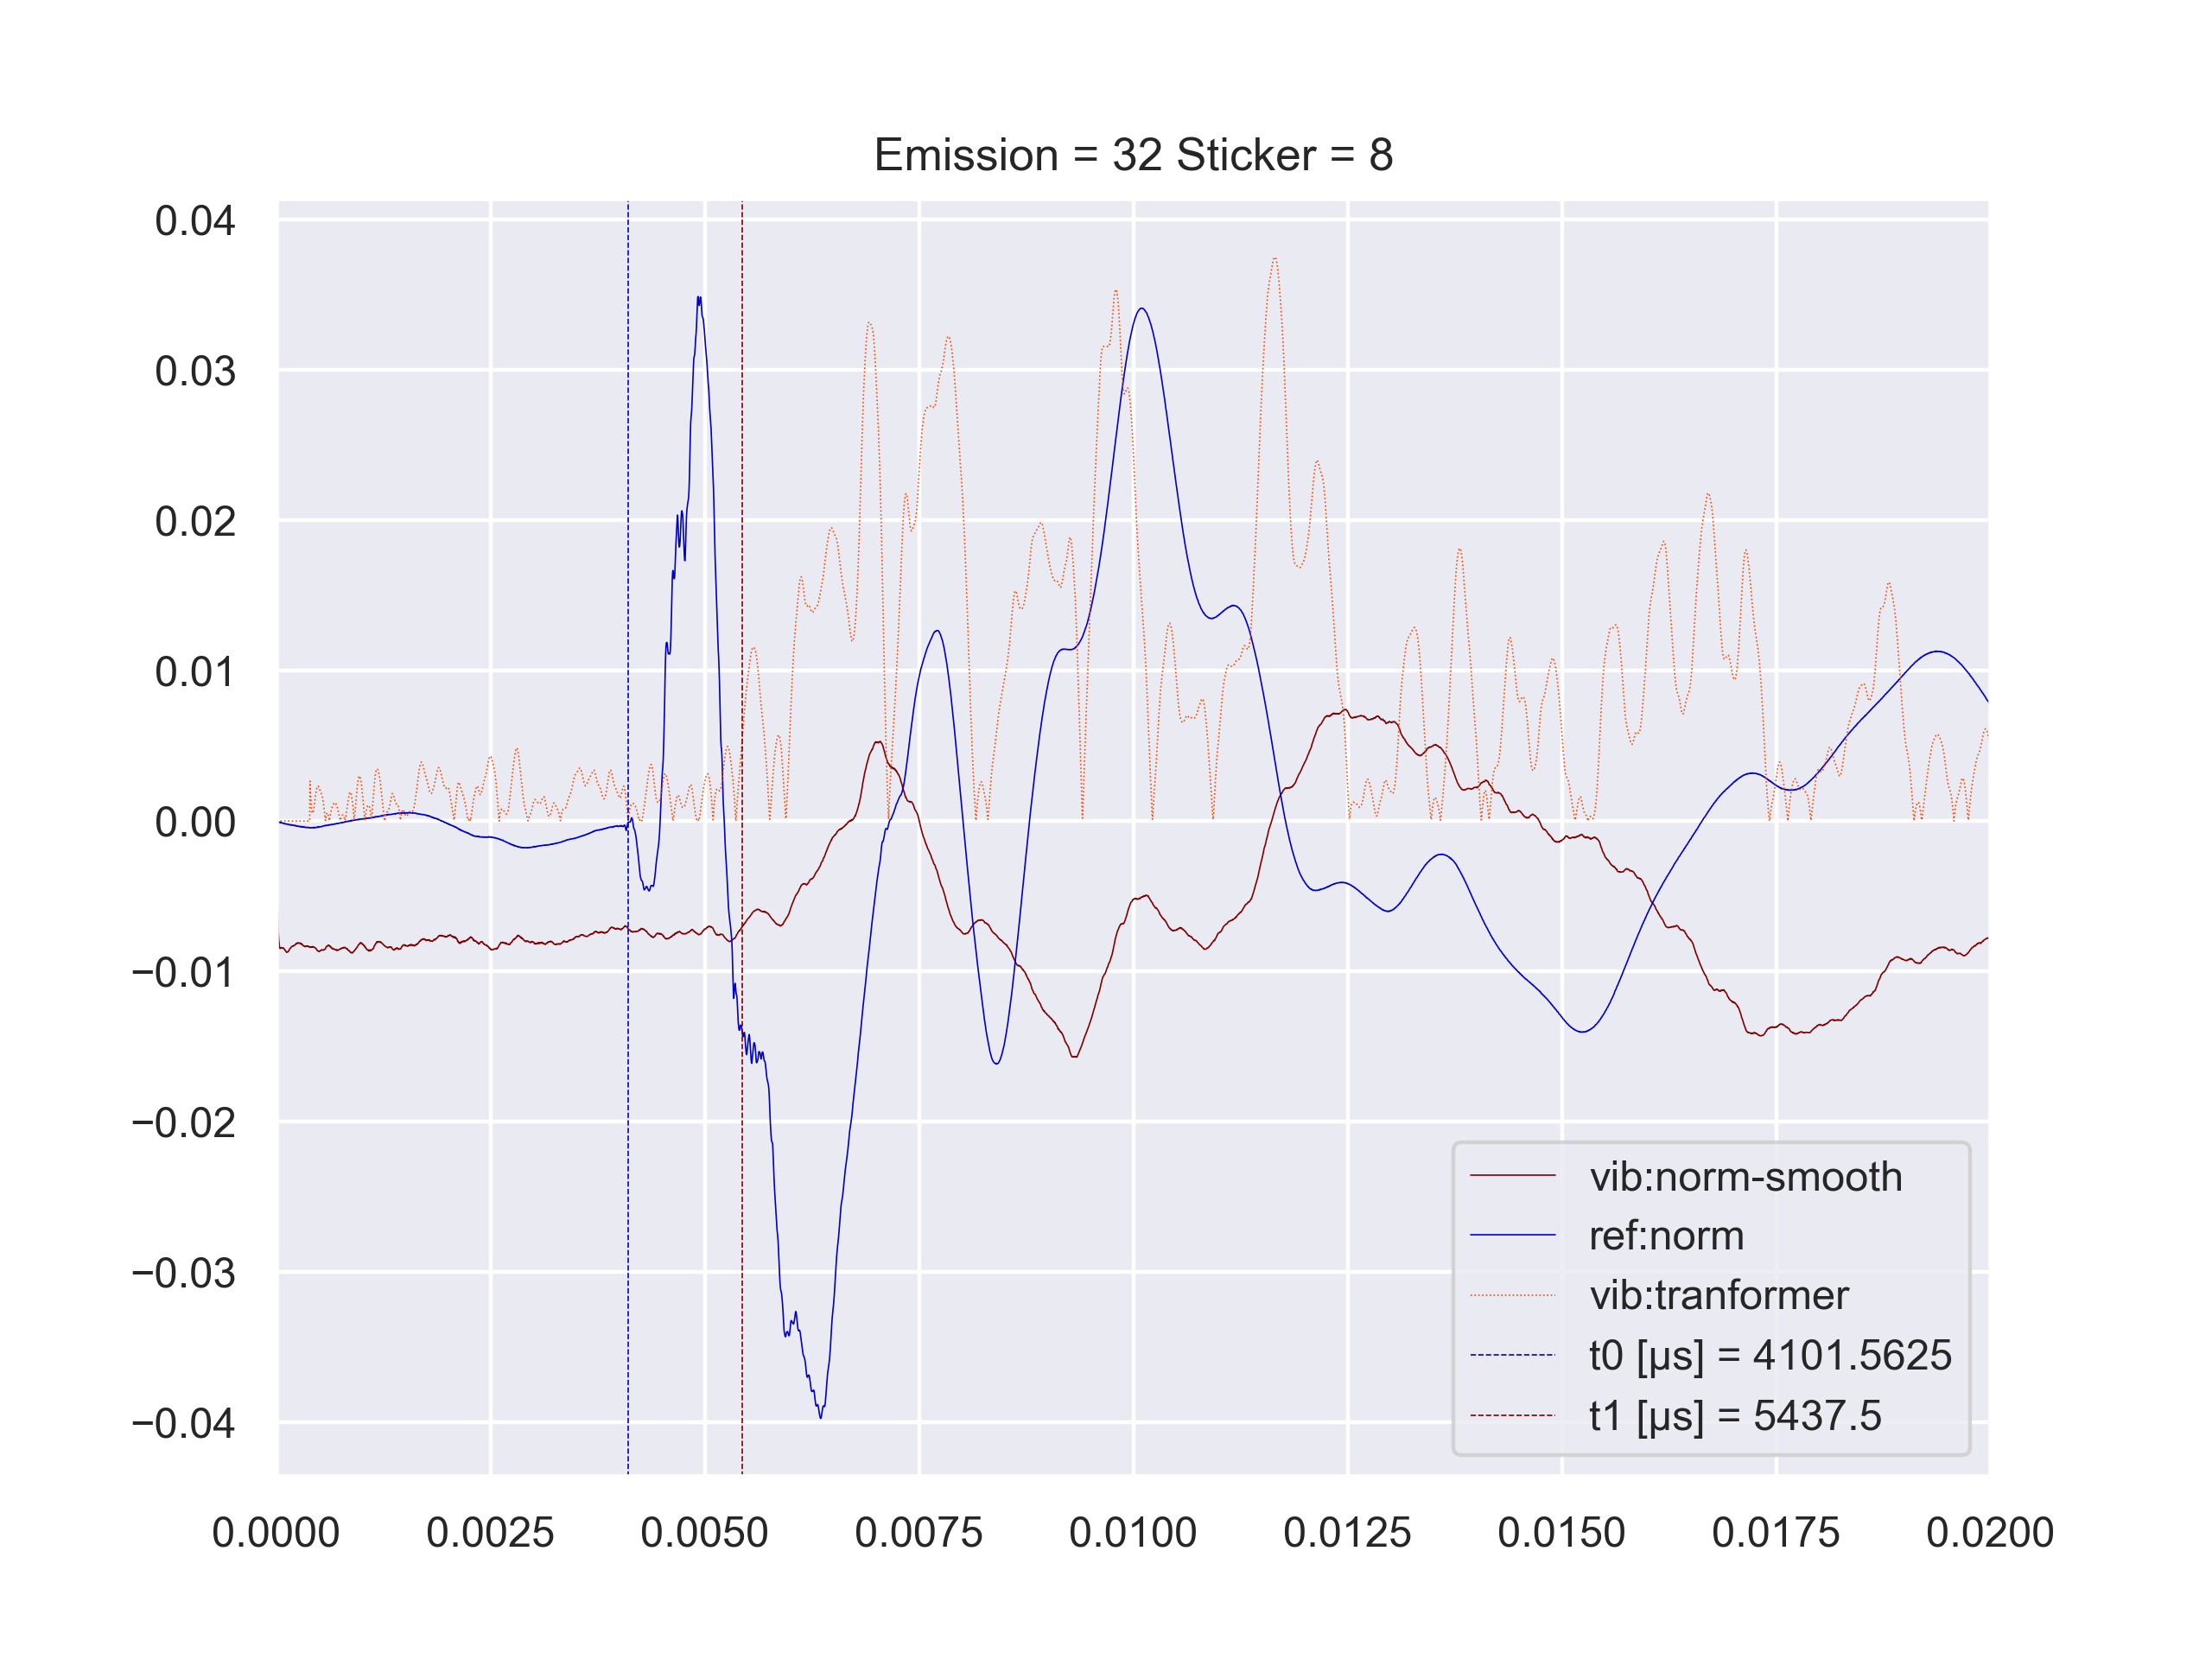 Emission = 32 Sticker = 8
0.04
0.03
0.02
0.01
0.00
−0.01
−0.02
−0.03
−0.04
vib:norm-smooth
ref:norm
vib:tranformer
t0 [µs] = 4101.5625
t1 [µs] = 5437.5
0.0000 0.0025 0.0050 0.0075 0.0100 0.0125 0.0150 0.0175 0.0200